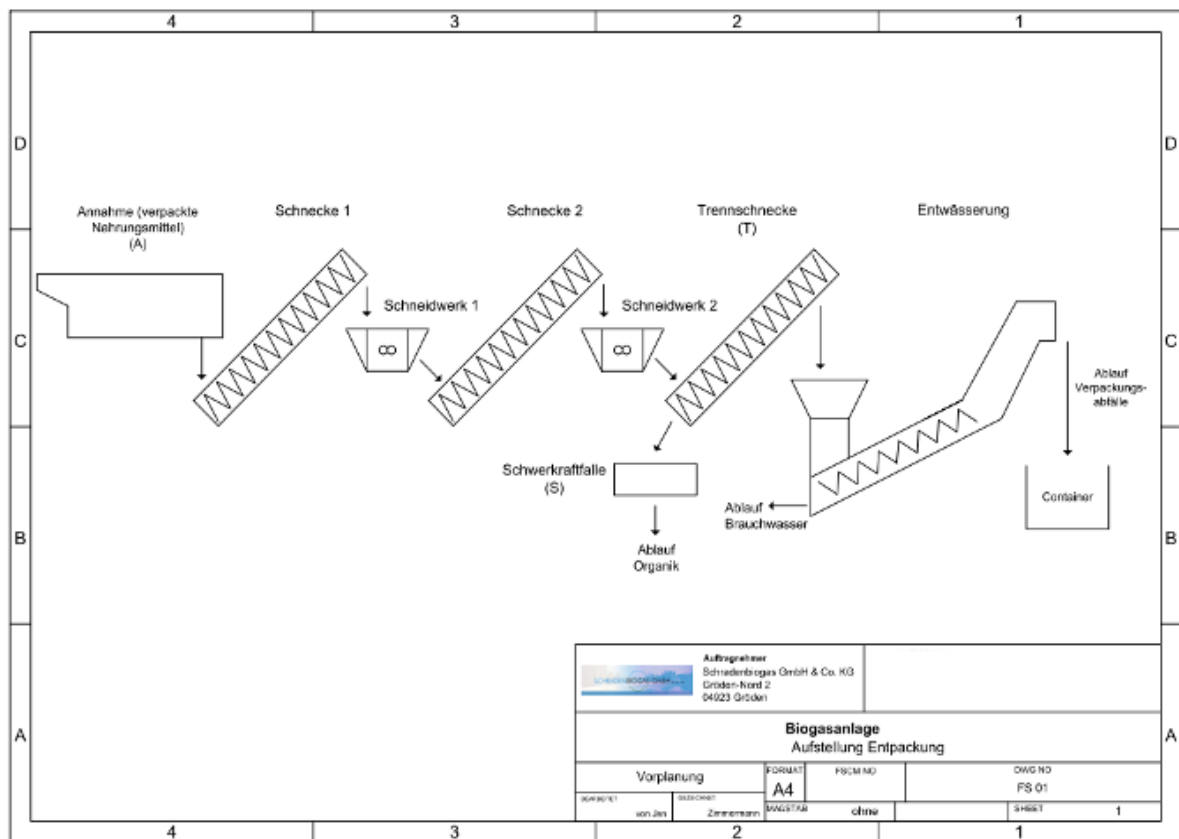 4 3 2 1
D D
Annahme (verpackte
Nahrungsmittel)
(A)
Schnecke 1
Schnecke 2
Trennschnecke
(T)
Entwässerung
Schneidwerk 1
Schneidwerk 2
C C
Ablauf
Verpackungs-
abfälle
Schwerkraftfalle
(S)
Ablauf
Brauchwasser
Container
Ablauf
Organik
B B
Auftragnehmer
Schradenbiogas GmbH & Co. KG
Gröden-Nord 2
04923 Gröden
Biogasanlage
Aufstellung Entpackung
A A
Vorplanung
FORMAT
A4
FSCM NO
DWG NO
FS 01
BEARBEITET
von Jan
GEZEICHNET
Zimmermann
MAßSTAB
ohne
SHEET
1
4 3 2 1